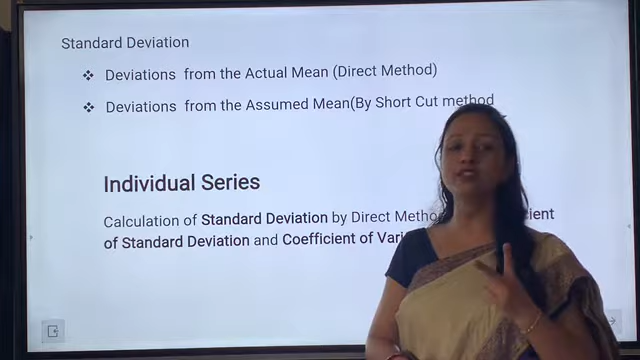 Standard Deviation
❖ Deviations from the Actual Mean (Direct Method)
❖ Deviations from the Assumed Mean(By Short Cut method
Individual Series
Calculation of Standard Deviation by Direct
of Standard Deviation and Coefficient of